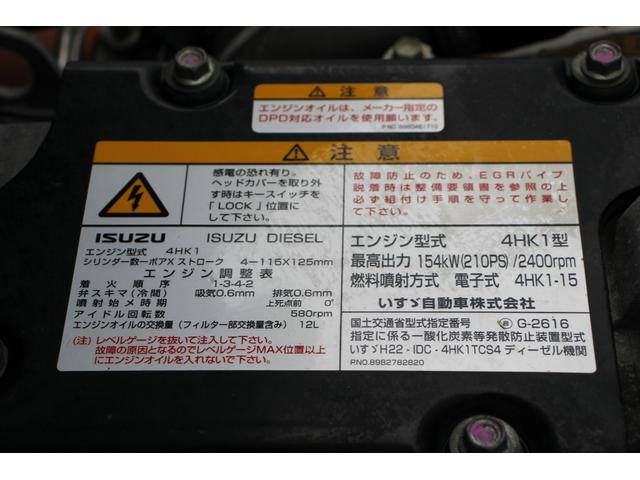 注意
エンジンオイルは、メーカー指定の
DPD対応オイルを使用願います。
注意
感電の恐れ有り。
ヘッドカバーを取り外
す時はキースイッチを
「LOCK」位置に
して下さい。
故障防止のため、EGRパイプ
脱着時は整備要領書を参照の上
必ず組付け手順を守って作業し
て下さい。
ISUZU ISUZU DIESEL
エンジン型式 4HK1
シリンダー数ーボアXストローク 4-115X125mm
エンジン調整表
着火順序 1-3-4-2
弁スキマ(冷間) 吸気0.6mm 排気0.6mm
噴射始メ時期 上死点前 0°
アイドル回転数 580rpm
エンジンオイルの交換量(フィルター部交換含み) 12L
(注)レベルゲージを抜いて注入して下さい。
故障の原因となるのでレベルゲージMAX位置以上
にエンジンオイルを入れないで下さい。
エンジン型式 4HK1型
最高出力 154kW(210PS)/2400rpm
燃料噴射方式 電子式 4HK1-15
いすゞ自動車株式会社
国土交通省型式指定番号 G-2616
指定に係る一酸化炭素等発散防止装置型式
いすゞH22-IDC-4HK1TCS4 ディーゼル機関
P.NO.8982782820